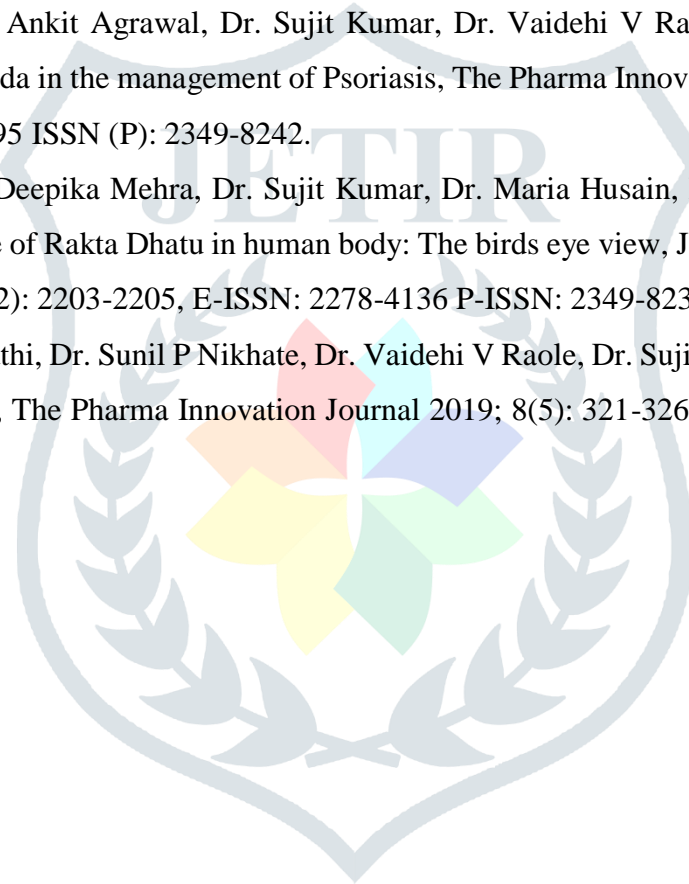 Ankit Agrawal, Dr. Sujit Kumar, Dr. Vaidehi V Ra
da in the management of Psoriasis, The Pharma Innov
95 ISSN (P): 2349-8242.
JETIR
Deepika Mehra, Dr. Sujit Kumar, Dr. Maria Husain,
e of Rakta Dhatu in human body: The birds eye view, J
2): 2203-2205, E-ISSN: 2278-4136 P-ISSN: 2349-823
thi, Dr. Sunil P Nikhate, Dr. Vaidehi V Raole, Dr. Suji
, The Pharma Innovation Journal 2019; 8(5): 321-326